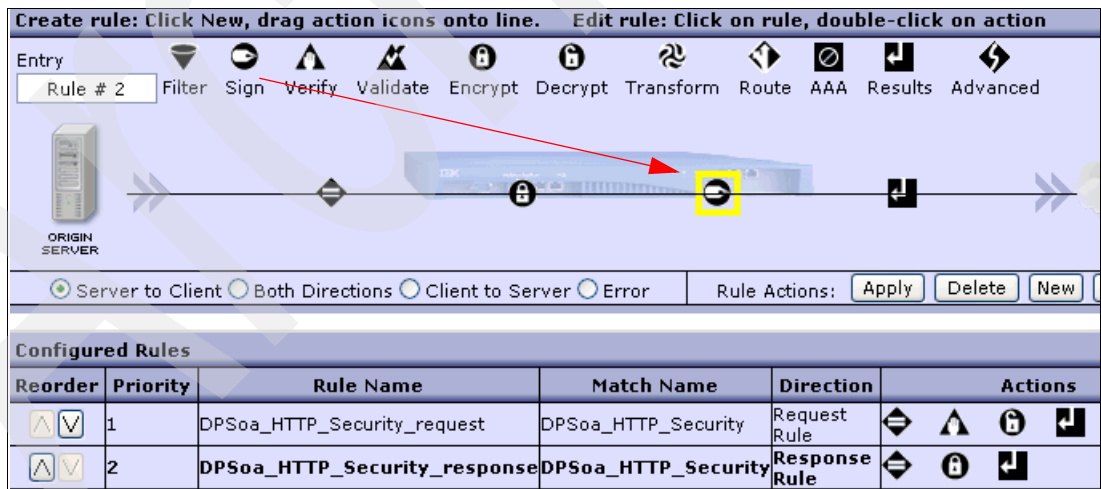 Create rule: Click New, drag action icons onto line. Edit rule: Click on rule, double-click on action
Entry
Rule # 2
Filter Sign Verify Validate Encrypt Decrypt Transform Route AAA Results Advanced
IBM
ORIGIN
SERVER
Server to Client Both Directions Client to Server Error Rule Actions: Apply Delete New
Configured Rules
Reorder Priority Rule Name Match Name Direction Actions
1 DPSoa_HTTP_Security_request DPSoa_HTTP_Security Request Rule
2 DPSoa_HTTP_Security_response DPSoa_HTTP_Security Response Rule